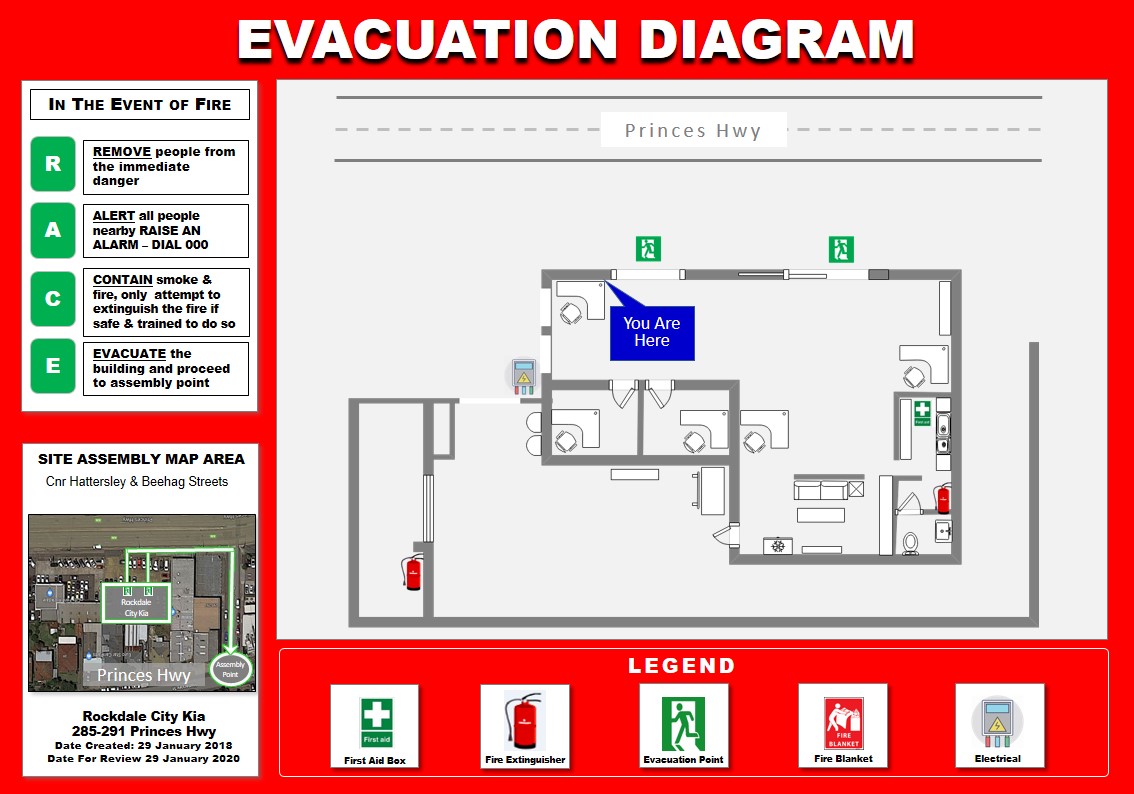 EVACUATION DIAGRAM
IN THE EVENT OF FIRE
R
REMOVE people from
the immediate
danger
A
ALERT all people
nearby RAISE AN
ALARM – DIAL 000
C
CONTAIN smoke &
fire, only attempt to
extinguish the fire if
safe & trained to do so
E
EVACUATE the
building and proceed
to assembly point
SITE ASSEMBLY MAP AREA
Cnr Hattersley & Beehag Streets
Rockdale
City Kia
Assembly
Point
Princes Hwy
Rockdale City Kia
285-291 Princes Hwy
Date Created: 29 January 2018
Date For Review 29 January 2020
Princes Hwy
You Are
Here
First aid
LEGEND
First aid
First Aid Box
Fire Extinguisher
Evacuation Point
FIRE
BLANKET
Fire Blanket
Electrical